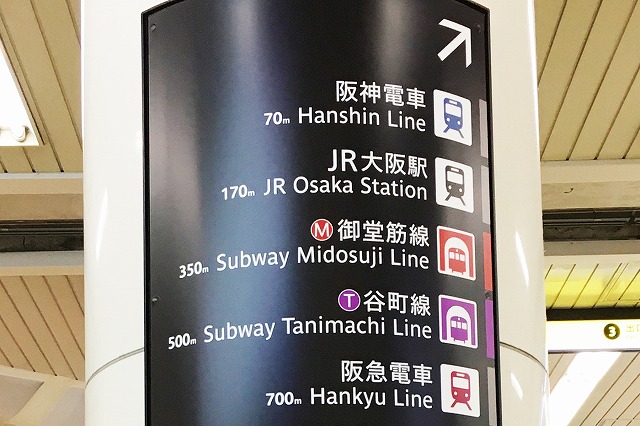 阪神電車
70m Hanshin Line
JR大阪駅
170m JR Osaka Station
M 御堂筋線
350m Subway Midosuji Line
T 谷町線
500m Subway Tanimachi Line
阪急電車
700m Hankyu Line
3 出口